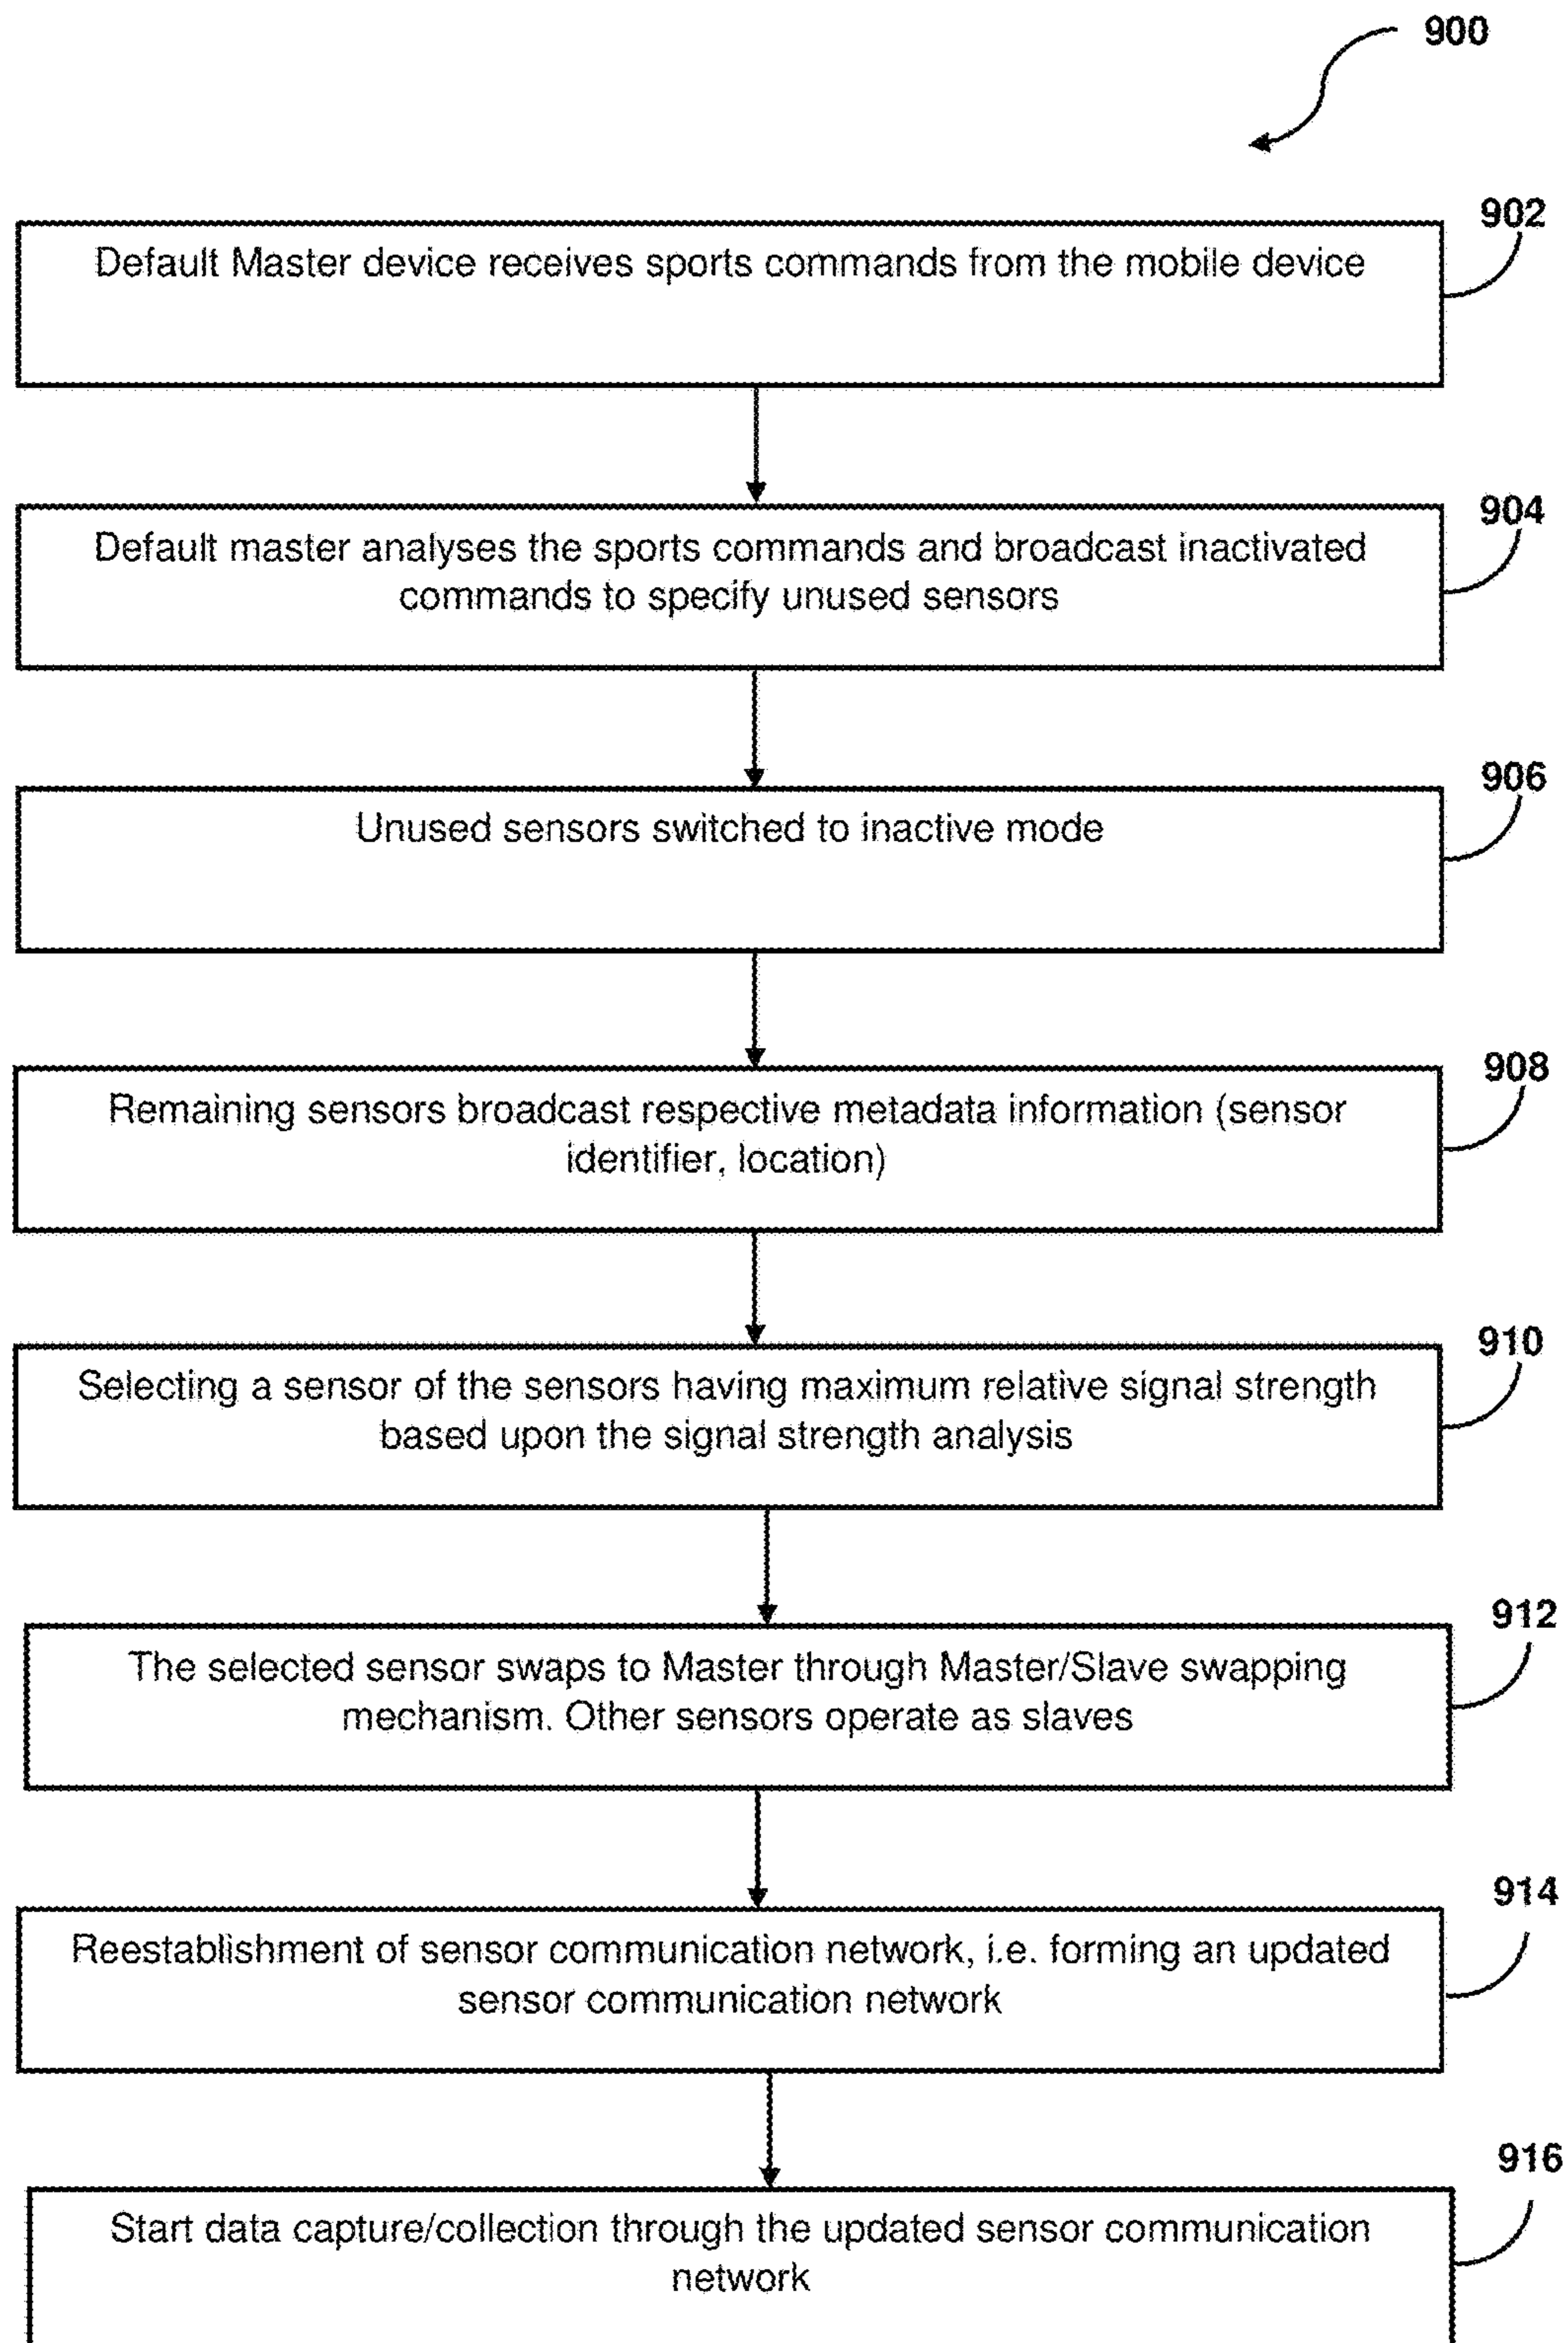 900
902
Default Master device receives sports commands from the mobile device
904
Default master analyses the sports commands and broadcast inactivated
commands to specify unused sensors
906
Unused sensors switched to inactive mode
908
Remaining sensors broadcast respective metadata information (sensor
identifier, location)
910
Selecting a sensor of the sensors having maximum relative signal strength
based upon the signal strength analysis
912
The selected sensor swaps to Master through Master/Slave swapping
mechanism. Other sensors operate as slaves
914
Reestablishment of sensor communication network, i.e. forming an updated
sensor communication network
916
Start data capture/collection through the updated sensor communication
network